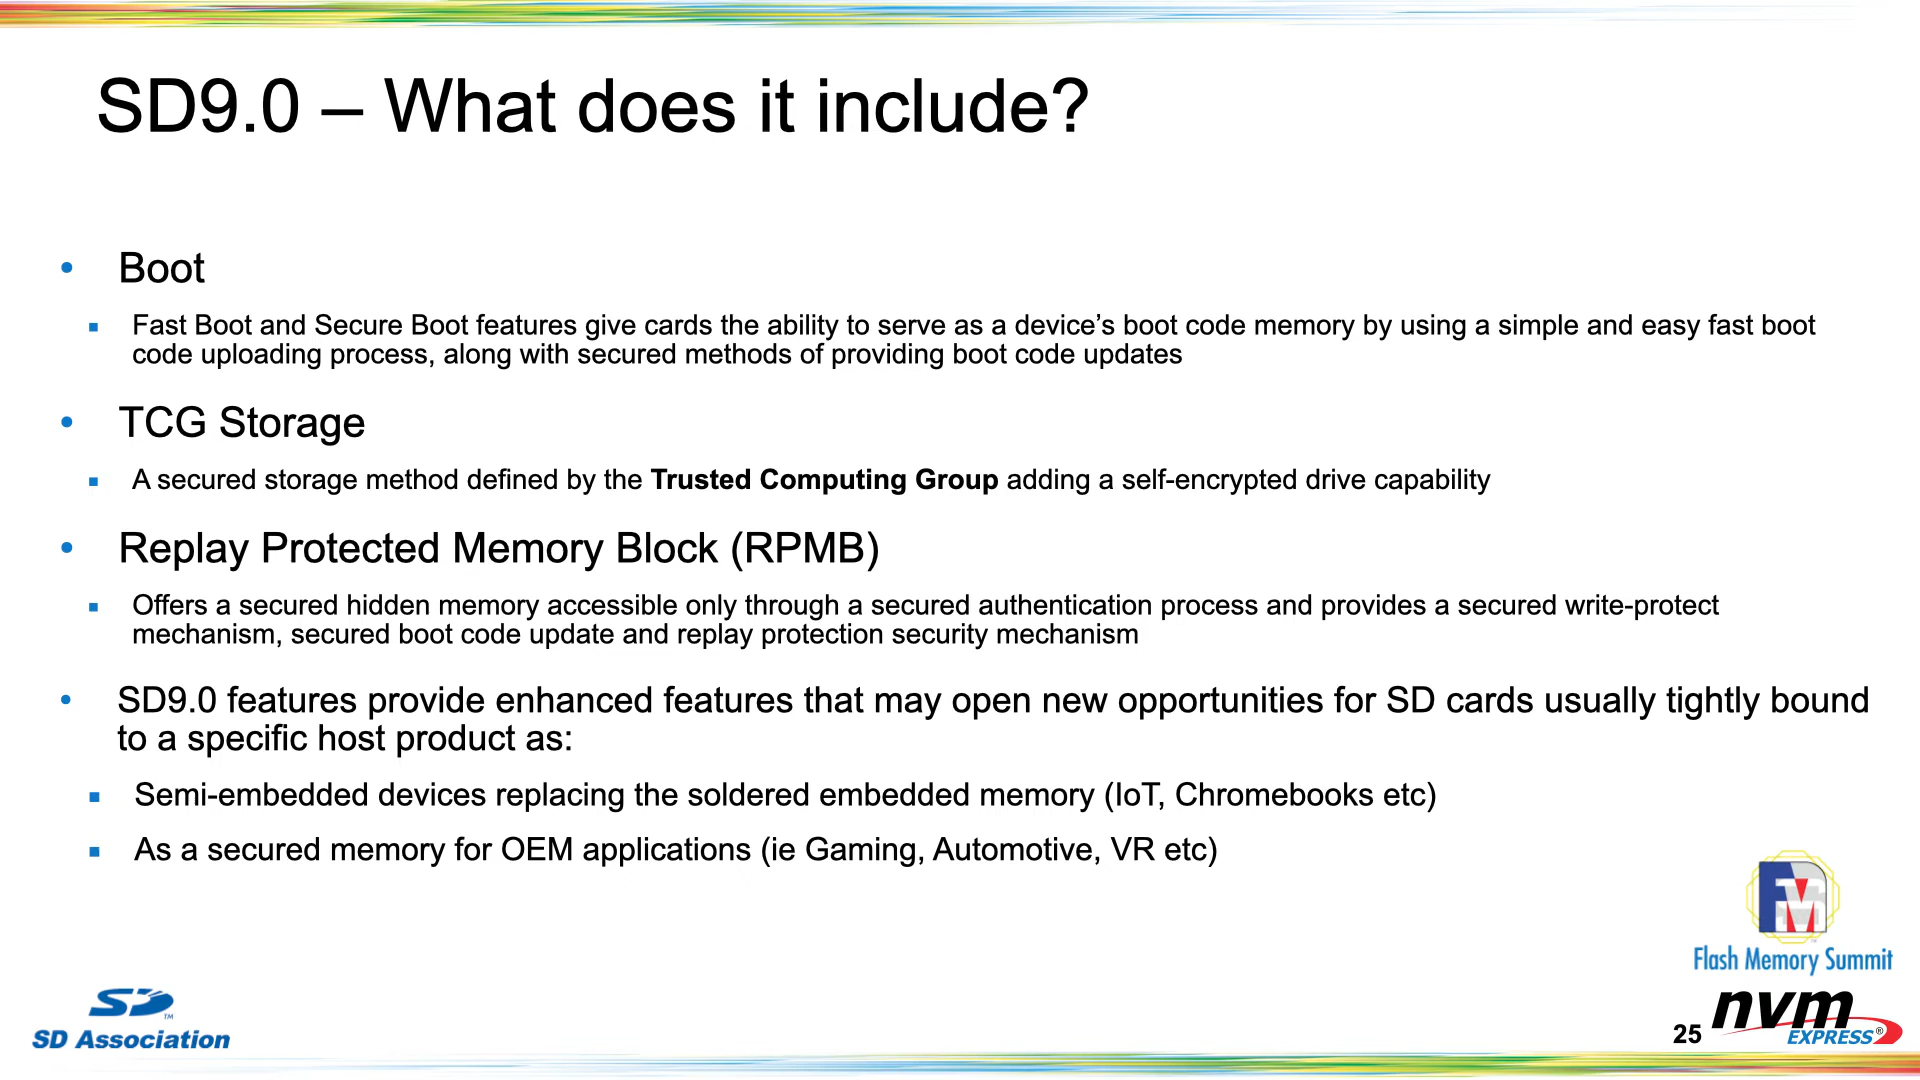 SD9.0 – What does it include?
• Boot
▪ Fast Boot and Secure Boot features give cards the ability to serve as a device’s boot code memory by using a simple and easy fast boot
code uploading process, along with secured methods of providing boot code updates
• TCG Storage
▪ A secured storage method defined by the Trusted Computing Group adding a self-encrypted drive capability
• Replay Protected Memory Block (RPMB)
▪ Offers a secured hidden memory accessible only through a secured authentication process and provides a secured write-protect
mechanism, secured boot code update and replay protection security mechanism
• SD9.0 features provide enhanced features that may open new opportunities for SD cards usually tightly bound
to a specific host product as:
▪ Semi-embedded devices replacing the soldered embedded memory (IoT, Chromebooks etc)
▪ As a secured memory for OEM applications (ie Gaming, Automotive, VR etc)
FMS
Flash Memory Summit
SD™
SD Association
25
nvm
EXPRESS®